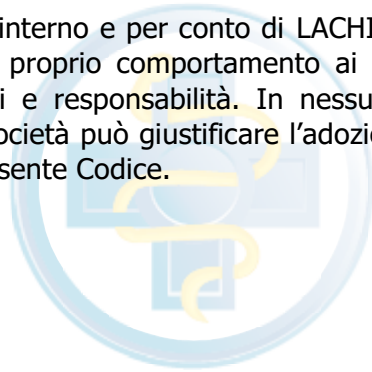 interno e per conto di LACHI
proprio comportamento ai
i e responsabilità. In nessu
ocietà può giustificare l'adozi
sente Codice.